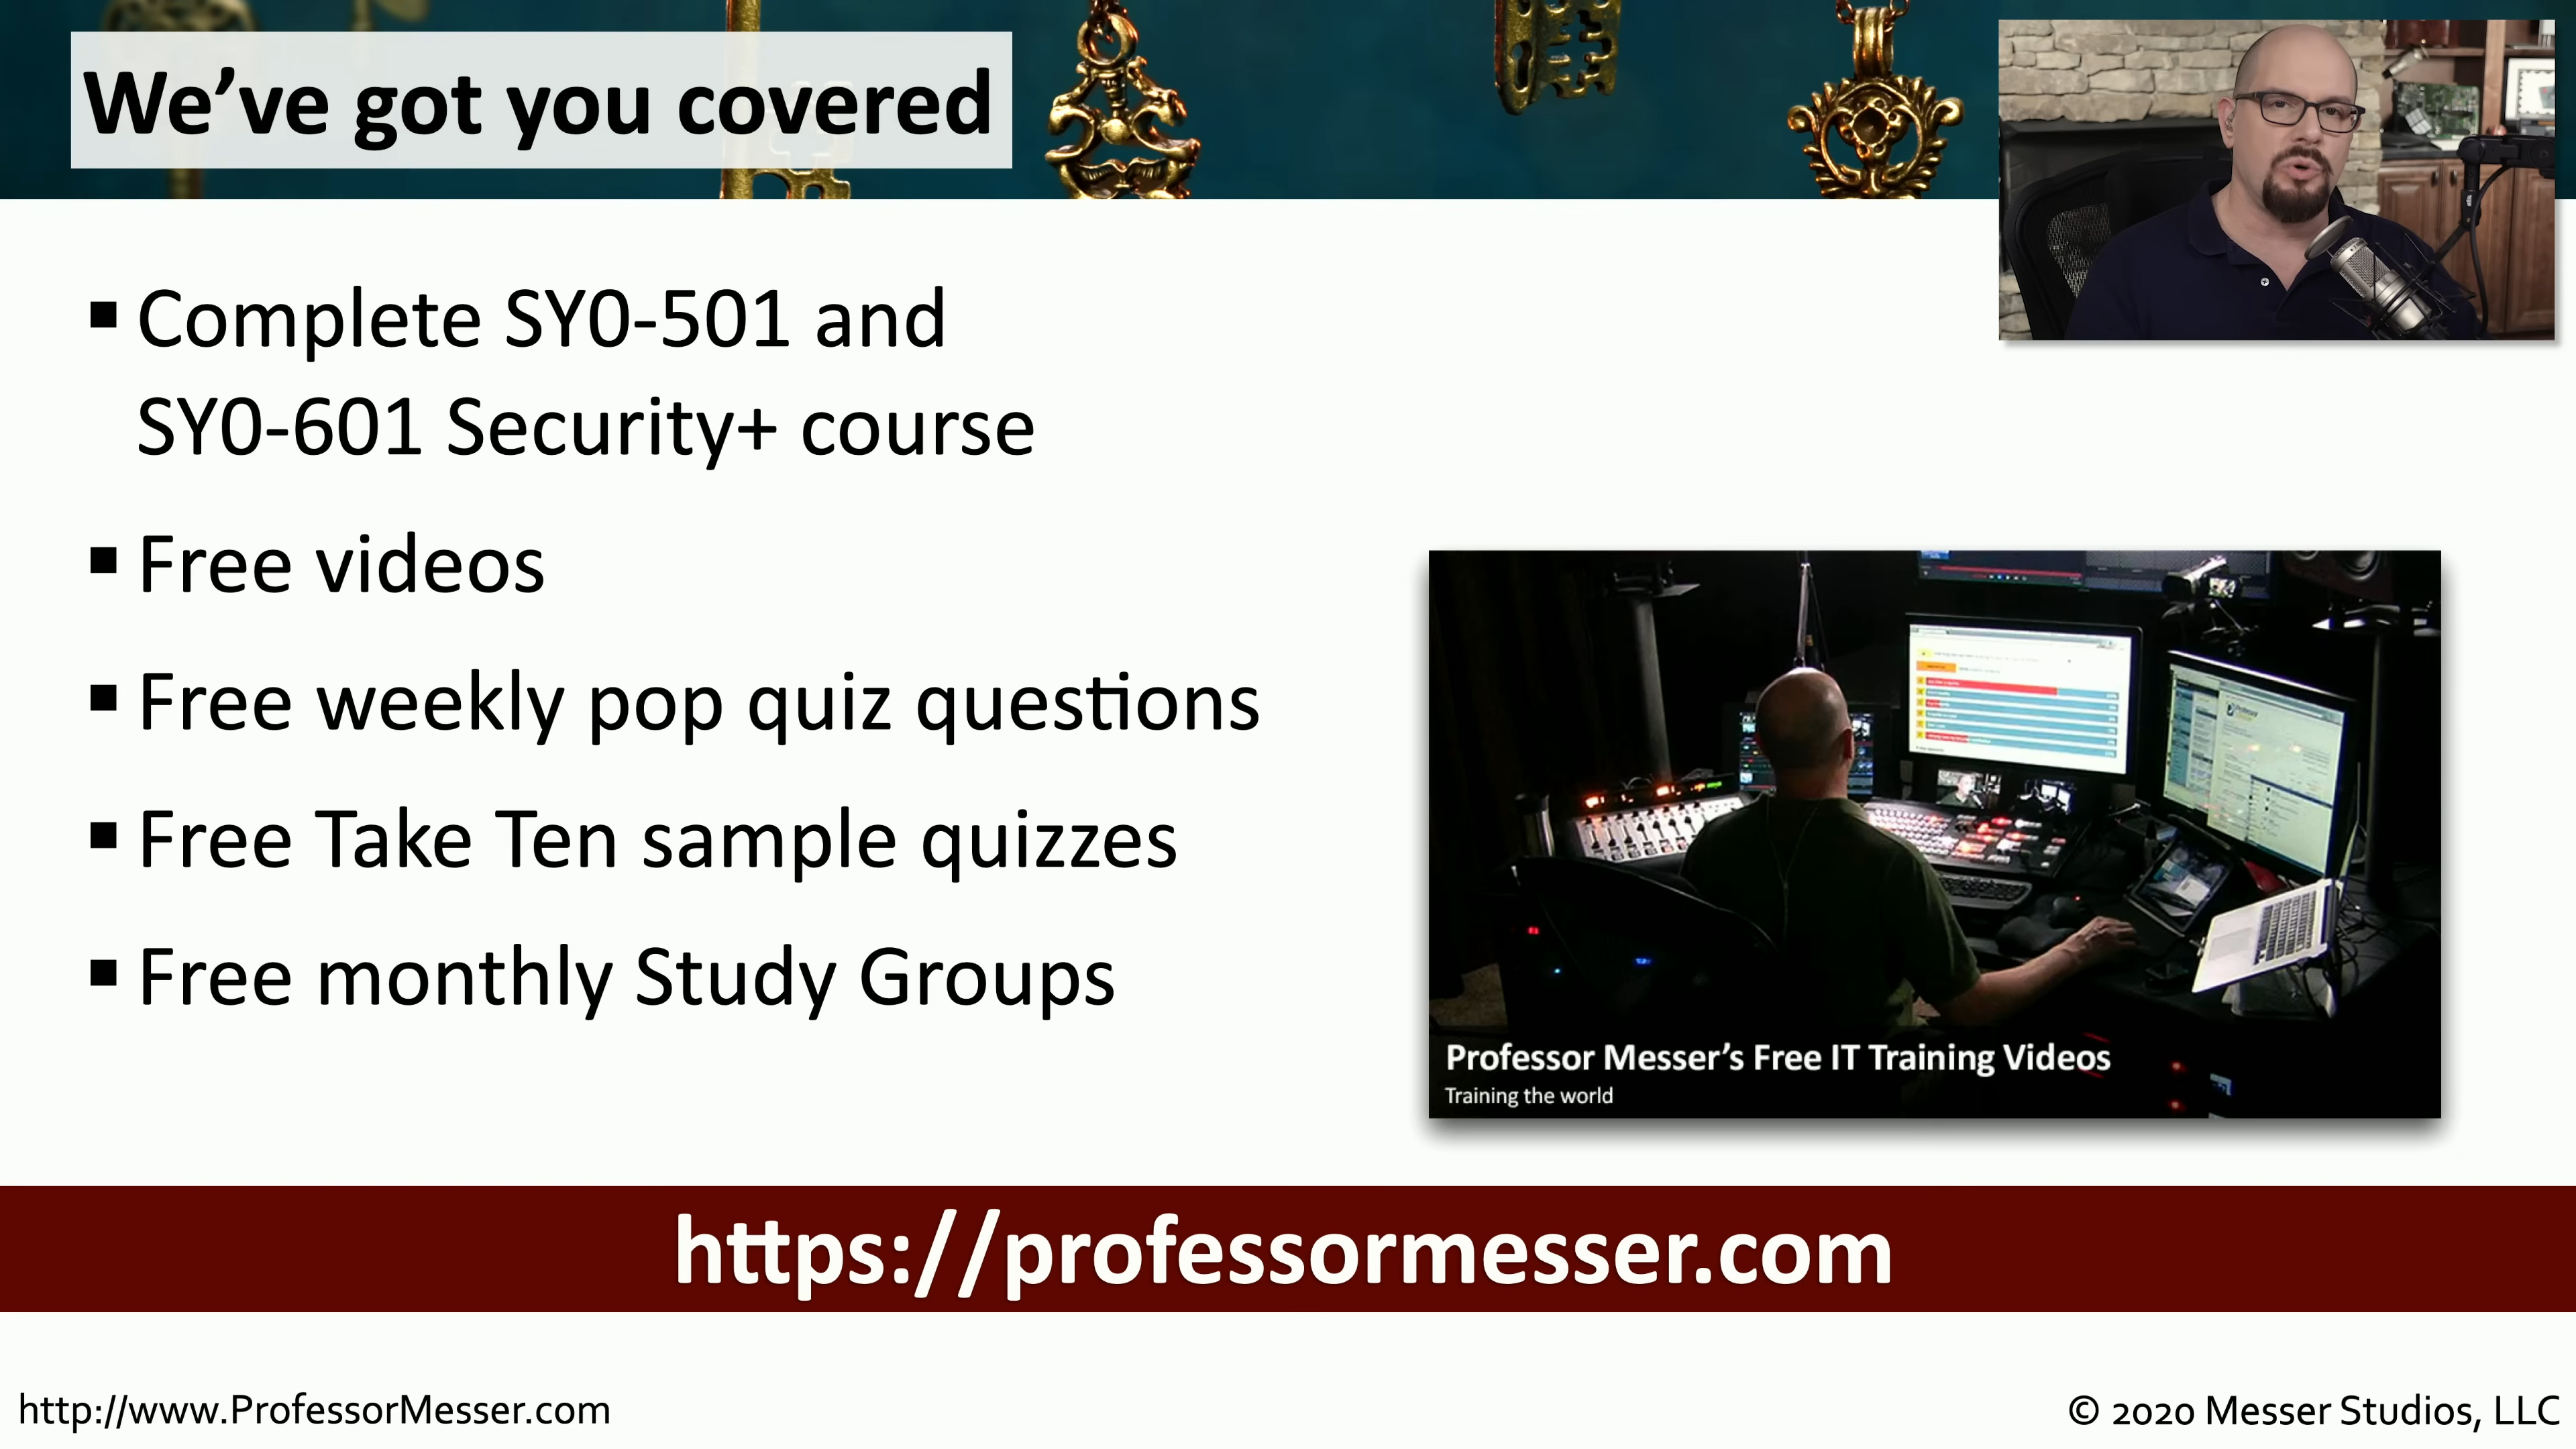 We’ve got you covered
▪ Complete SY0-501 and
SY0-601 Security+ course
▪ Free videos
▪ Free weekly pop quiz questions
▪ Free Take Ten sample quizzes
▪ Free monthly Study Groups
Professor Messer’s Free IT Training Videos
Training the world
https://professormesser.com
http://www.ProfessorMesser.com
© 2020 Messer Studios, LLC